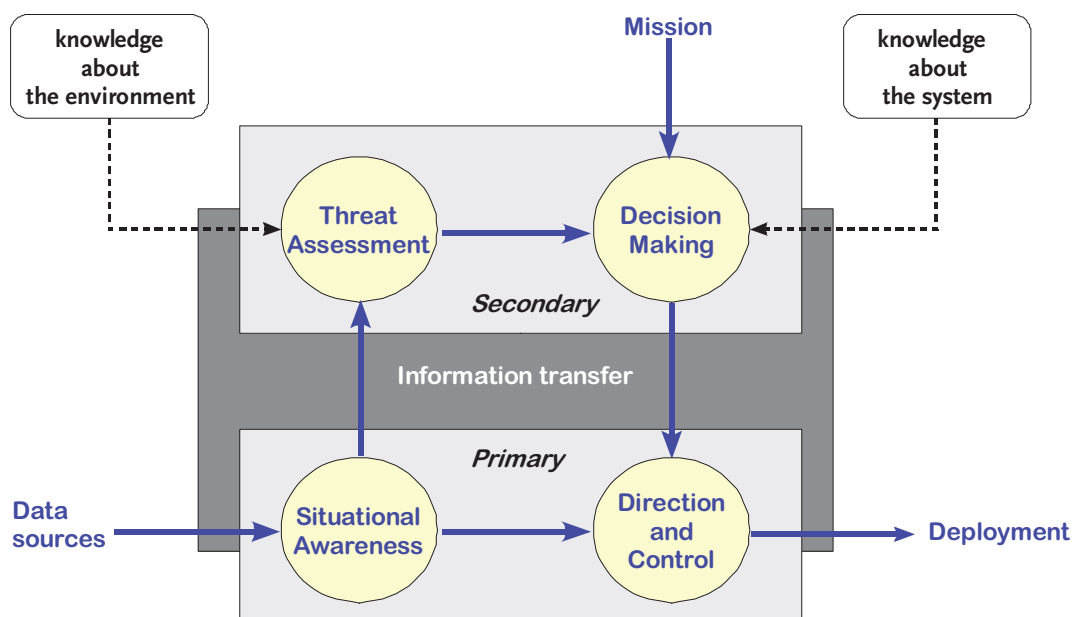 knowledge
about
the environment
Mission
knowledge
about
the system
Threat
Assessment
Decision
Making
Secondary
Information transfer
Primary
Data
sources
Situational
Awareness
Direction
and
Control
Deployment